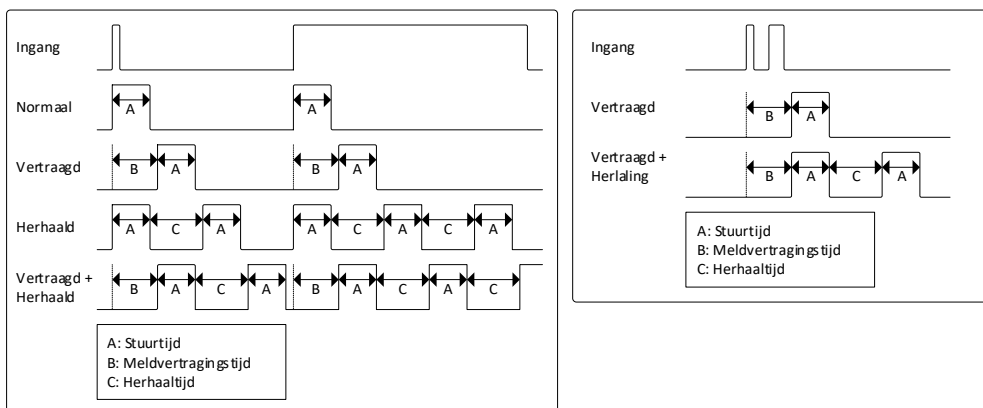 Ingang
Normaal
A A
Vertraagd
B A B A
Herhaald
A C A A C A C A
Vertraagd +
Herhaald
B A C A B A C A C
A: Stuurtijd
B: Meldvertragingstijd
C: Herhaaltijd
Ingang
Vertraagd
B A
Vertraagd +
Herlaling
B A C A
A: Stuurtijd
B: Meldvertragingstijd
C: Herhaaltijd